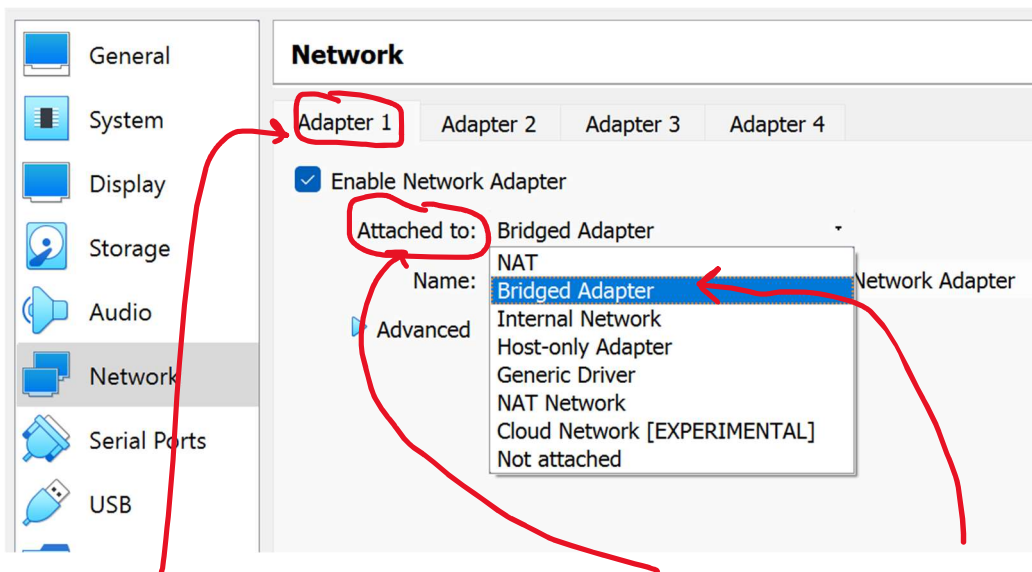 General
System
Display
Storage
Audio
Network
Serial Ports
USB
Network
Adapter 1 Adapter 2 Adapter 3 Adapter 4
Enable Network Adapter
Attached to: Bridged Adapter
NAT
Name: Bridged Adapter Network Adapter
Internal Network
Advanced
Host-only Adapter
Generic Driver
NAT Network
Cloud Network [EXPERIMENTAL]
Not attached